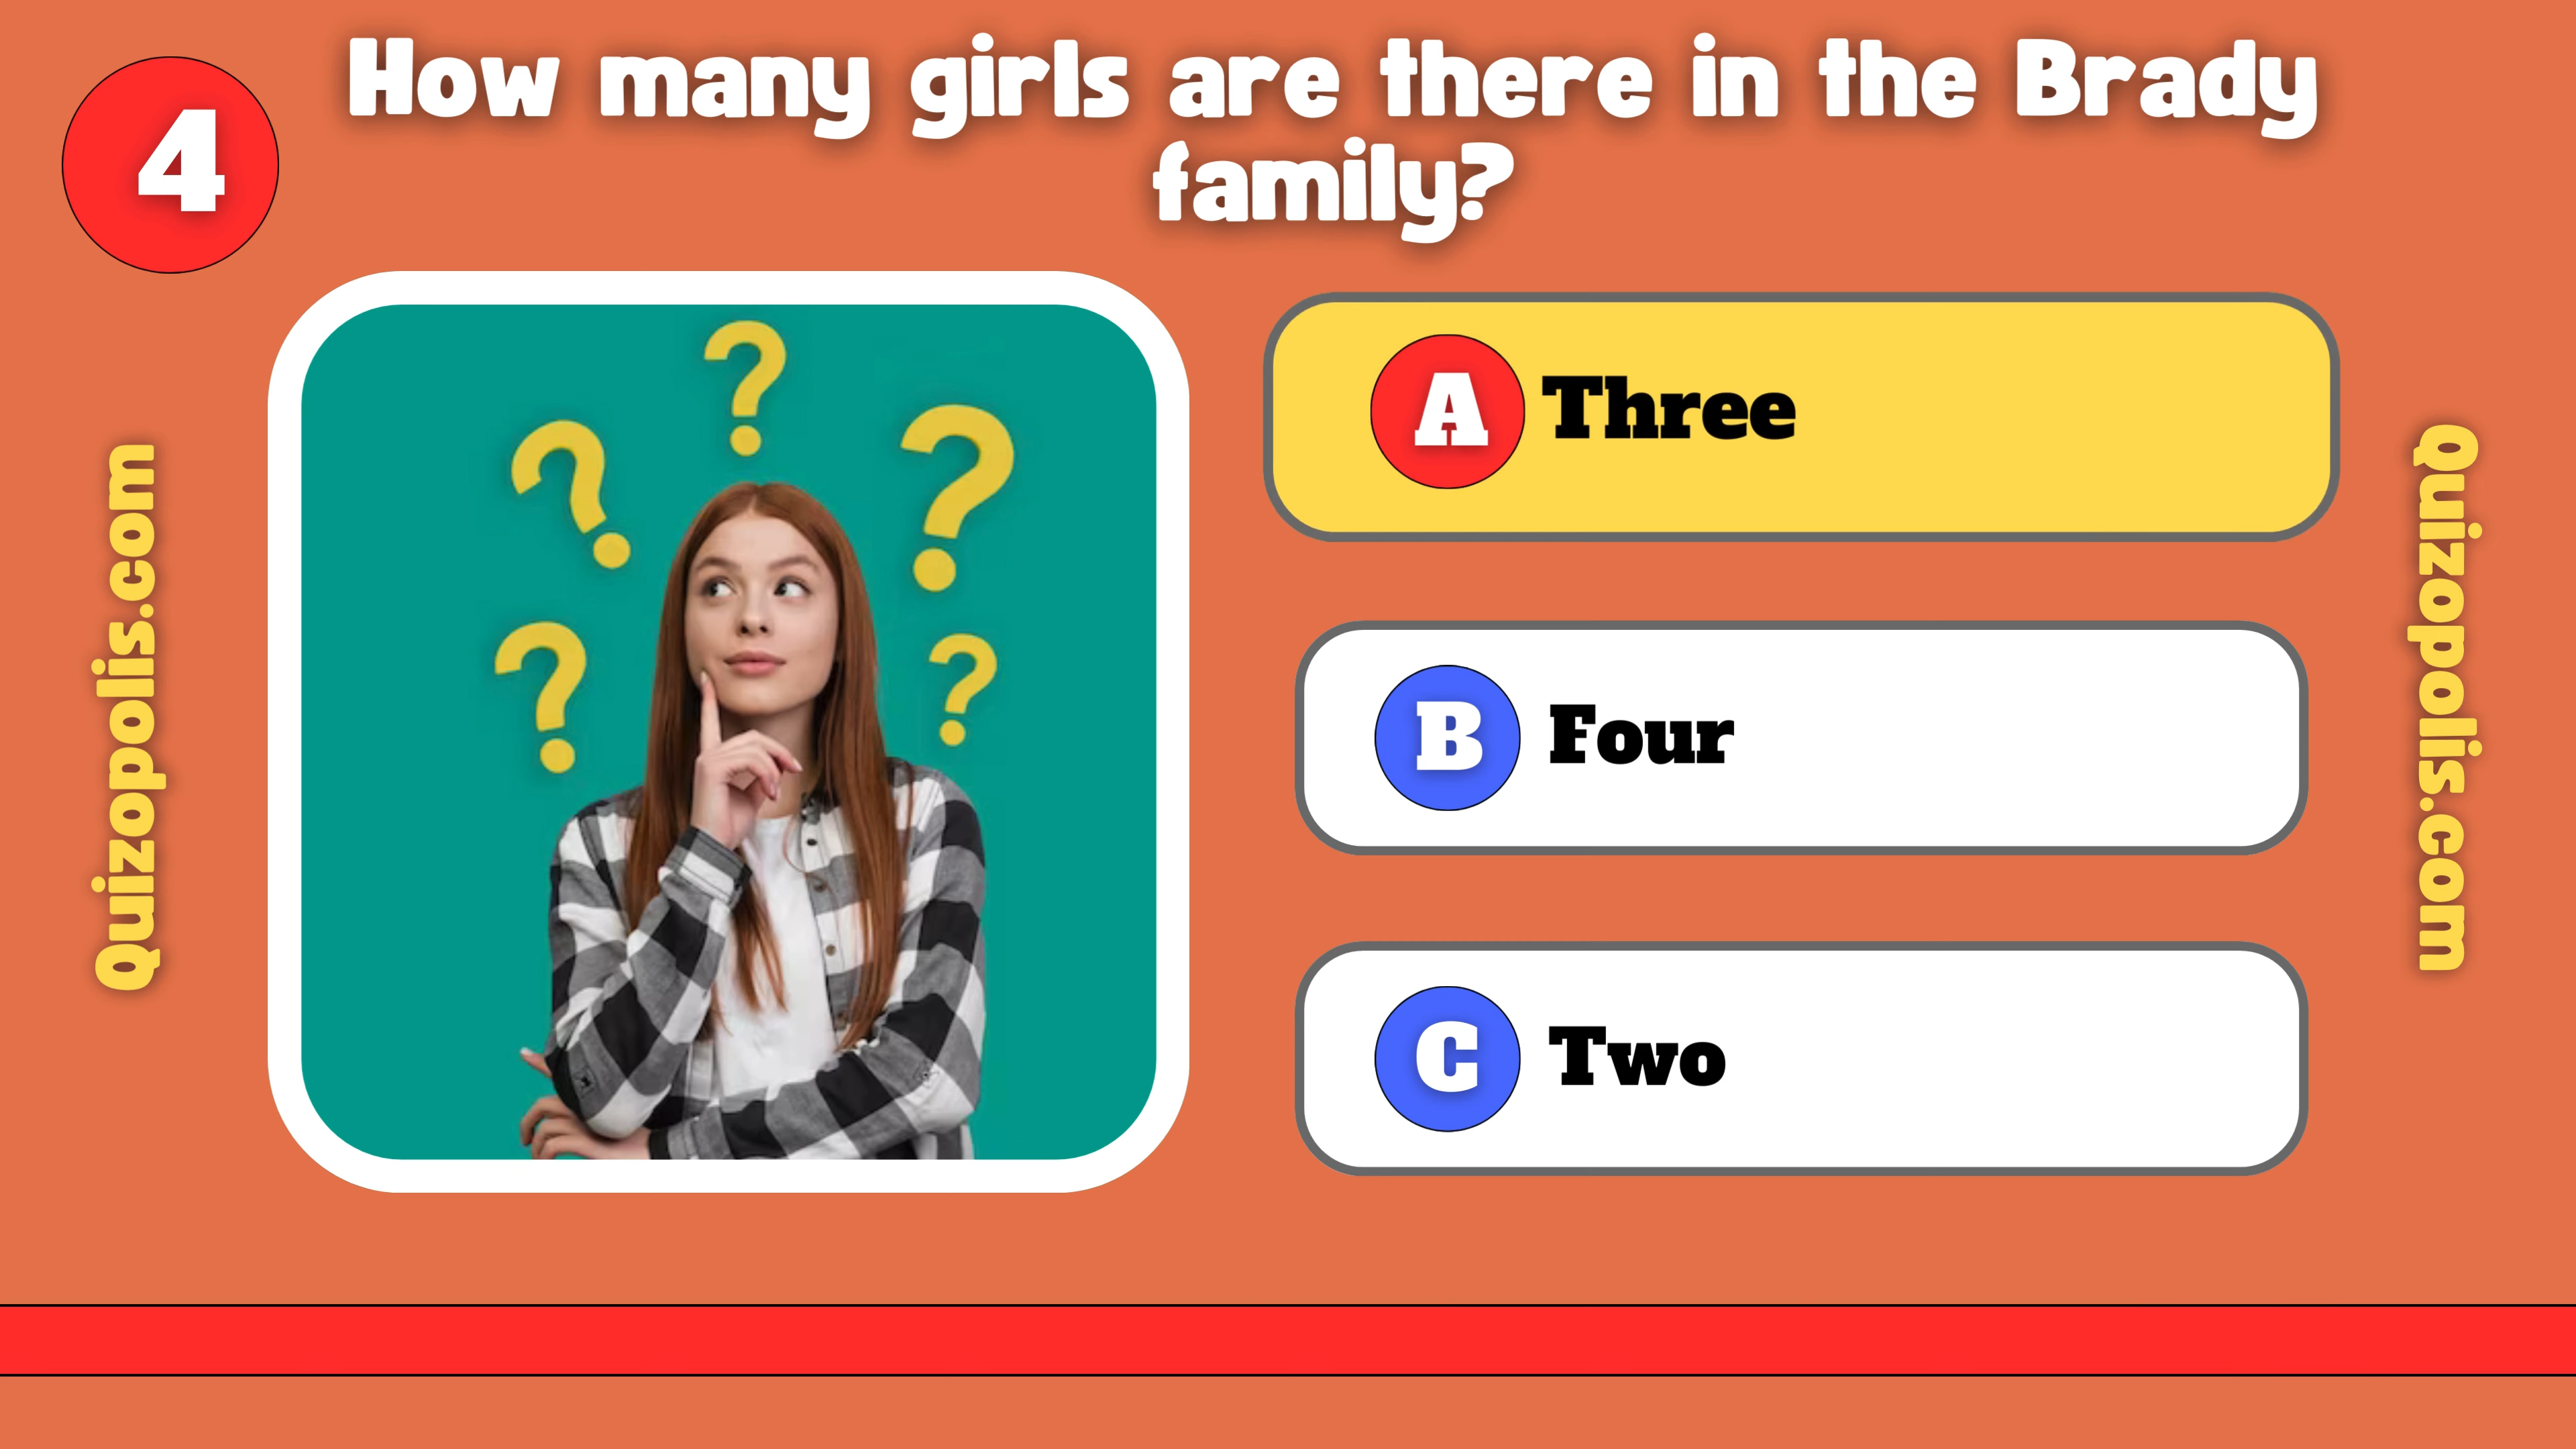 4
How many girls are there in the Brady
family?
Quizopolis.com
A Three
B Four
C Two
Quizopolis.com